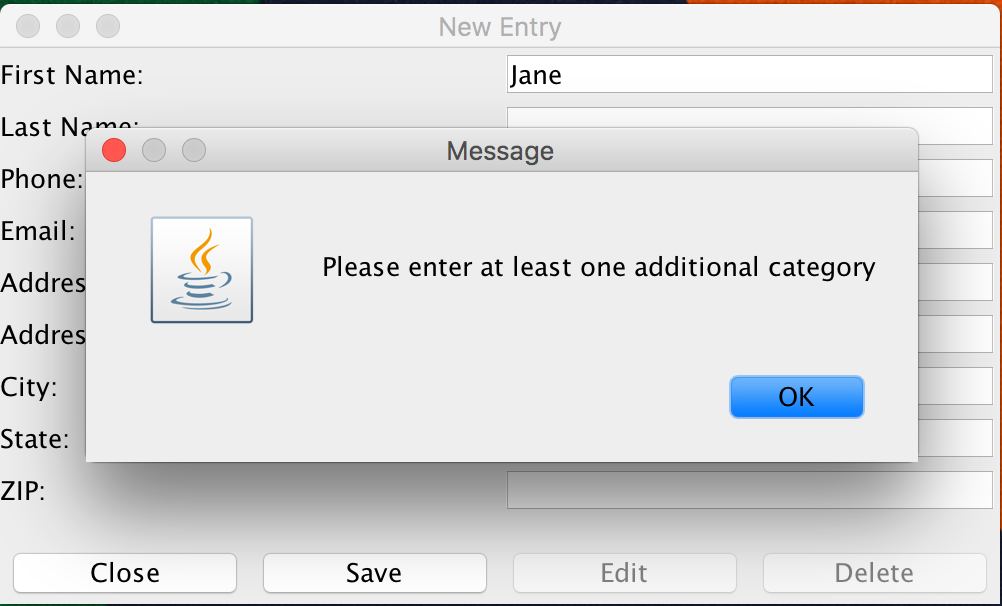 New Entry
First Name:
Jane
Last Name:
Message
Phone:
Email:
Please enter at least one additional category
Addres
Addres
City:
OK
State:
ZIP:
Close Save Edit Delete